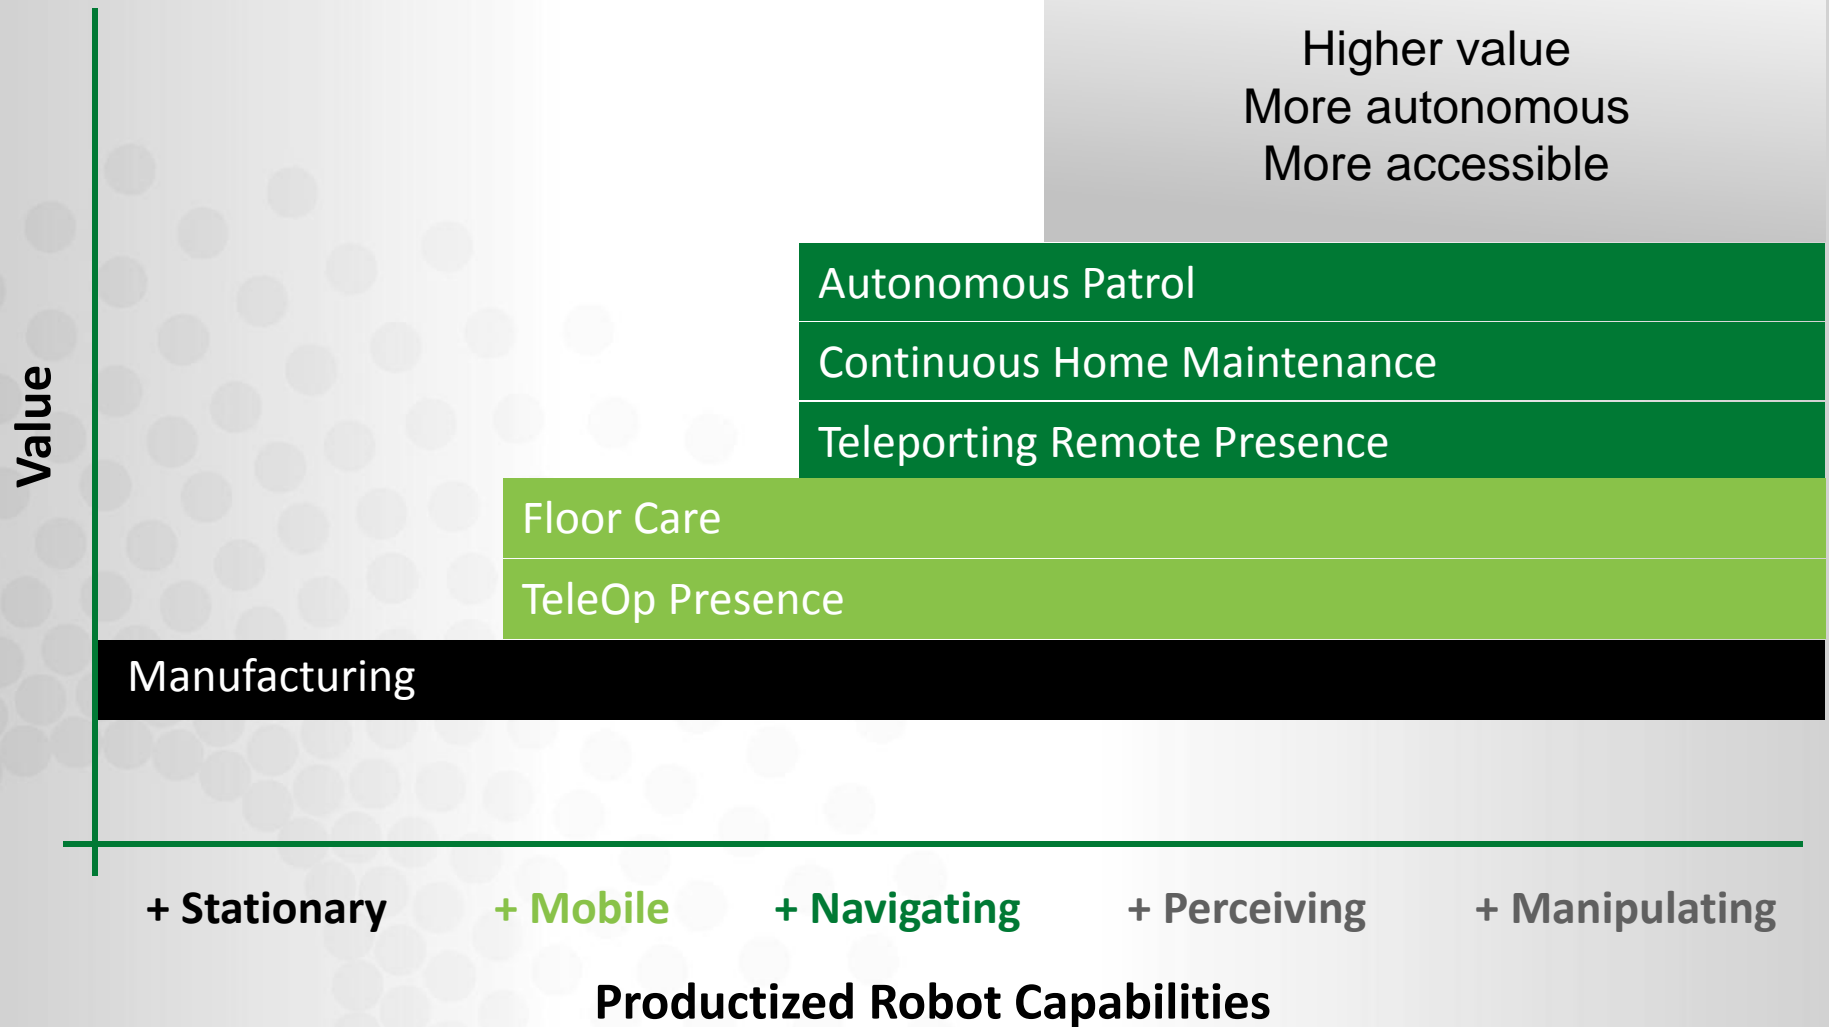 Higher value
More autonomous
More accessible
Autonomous Patrol
Continuous Home Maintenance
Teleporting Remote Presence
Floor Care
TeleOp Presence
Manufacturing
Value
+ Stationary + Mobile + Navigating + Perceiving + Manipulating
Productized Robot Capabilities